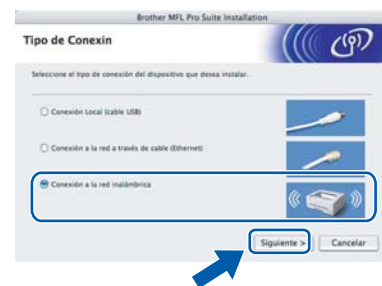 Brother MFL Pro Suite Installation
Tipo de Conexin
Seleccione el tipo de conexión del dispositivo que desea instalar.
Conexión Local (cable USB)
Conexión a la red a través de cable (Ethernet)
Conexión a la red inalámbrica
Siguiente >
Cancelar